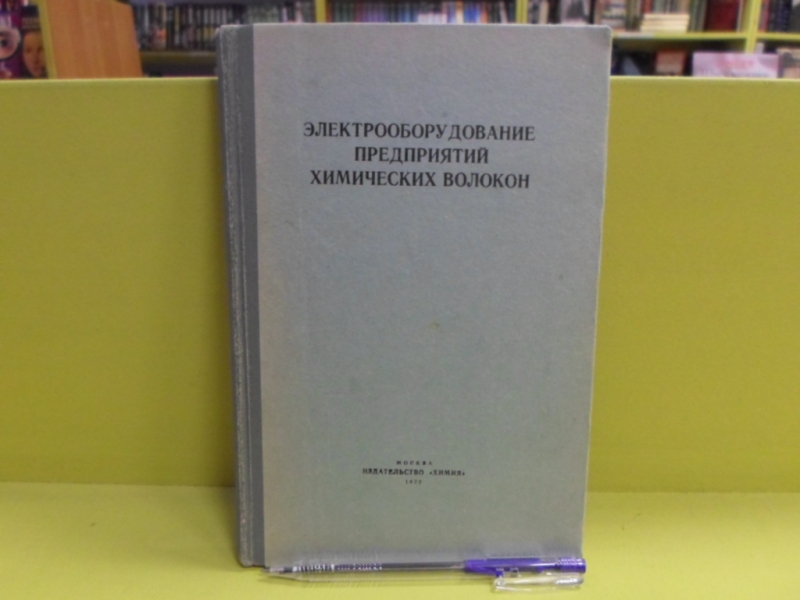 ЭЛЕКТРООБОРУДОВАНИЕ
ПРЕДПРИЯТИЙ
ХИМИЧЕСКИХ ВОЛОКОН
МОСКВА
ИЗДАТЕЛЬСТВО «ХИМИЯ»